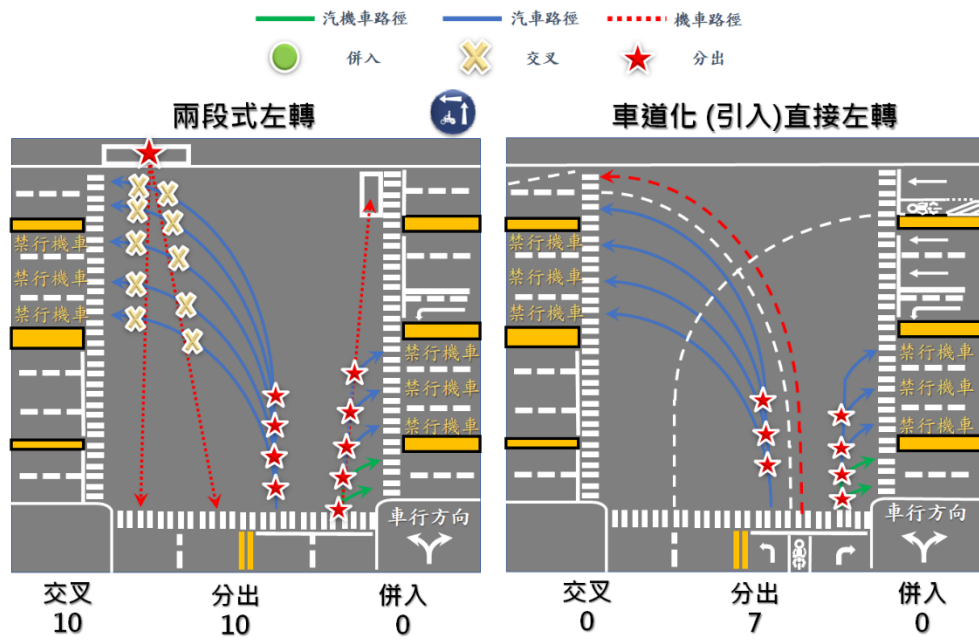 汽機車路徑 汽車路徑 機車路徑
併入 交叉 分出
兩段式左轉
禁行機車
禁行機車
禁行機車
禁行機車
禁行機車
禁行機車
車行方向
交叉 分出 併入
10 10 0
車道化 (引入)直接左轉
禁行機車
禁行機車
禁行機車
禁行機車
禁行機車
禁行機車
車行方向
交叉 分出 併入
0 7 0